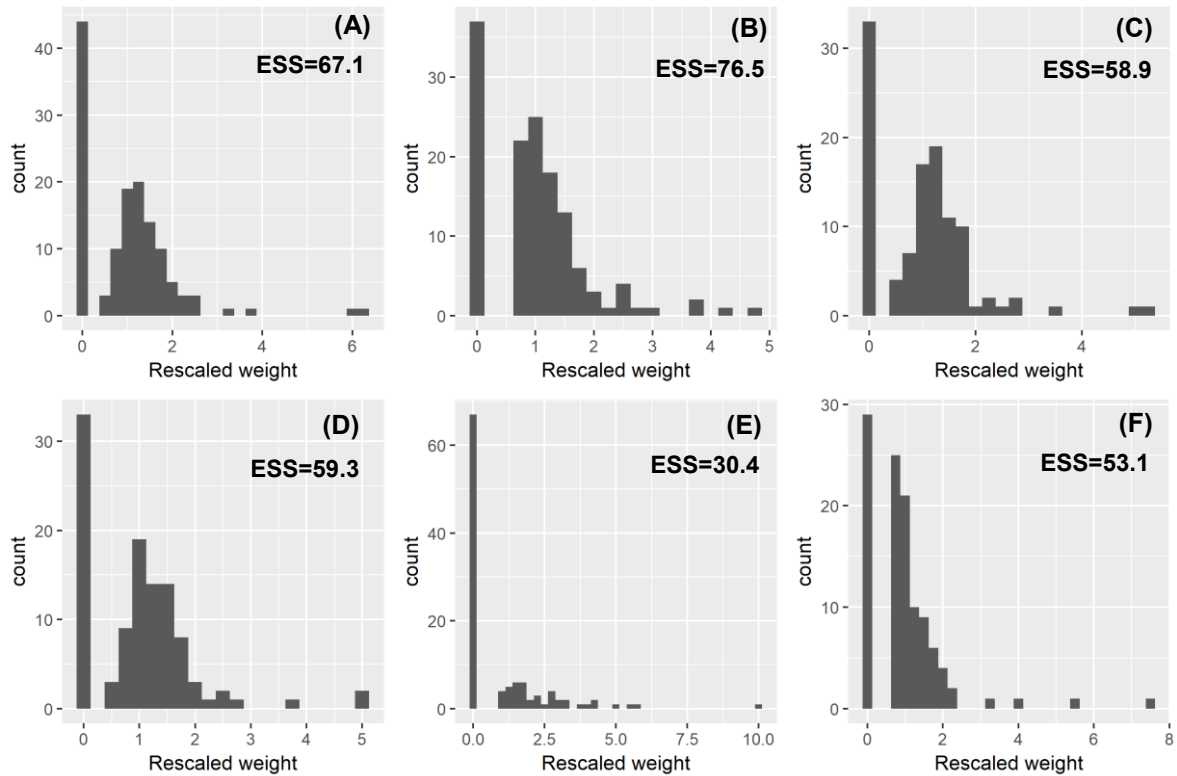 (A)
ESS=67.1
count
40
30
20
10
0
0 2 4 6
Rescaled weight
(B)
ESS=76.5
count
30
20
10
0
0 1 2 3 4 5
Rescaled weight
(C)
ESS=58.9
count
30
20
10
0
0 2 4
Rescaled weight
(D)
ESS=59.3
count
30
20
10
0
0 1 2 3 4 5
Rescaled weight
(E)
ESS=30.4
count
60
40
20
0
0.0 2.5 5.0 7.5 10.0
Rescaled weight
(F)
ESS=53.1
count
30
20
10
0
0 2 4 6 8
Rescaled weight